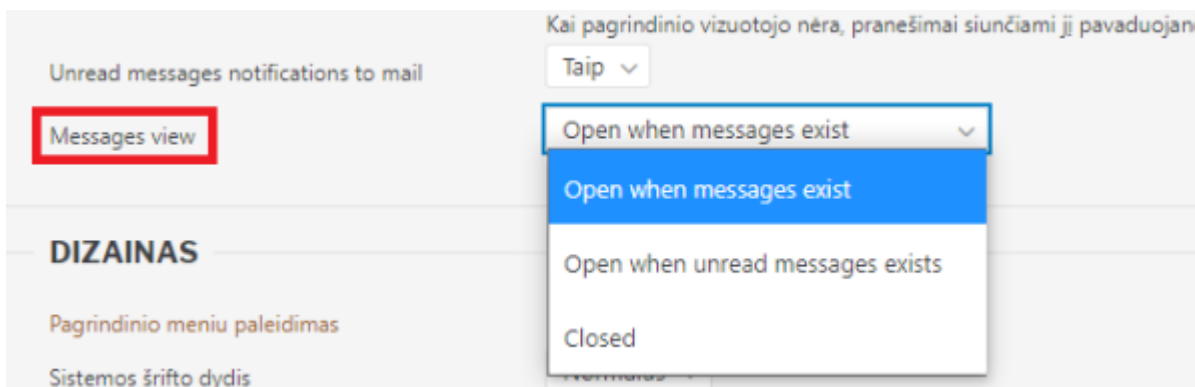 Kai pagrindinio vizuotojo nėra, pranešimai siunčiami jį
Unread messages notifications to mail
Taip
Messages view
Open when messages exist
Open when messages exist
Open when unread messages exists
Closed
DIZAINAS
Pagrindinio meniu paleidimas
Sistemos šrifto dydis